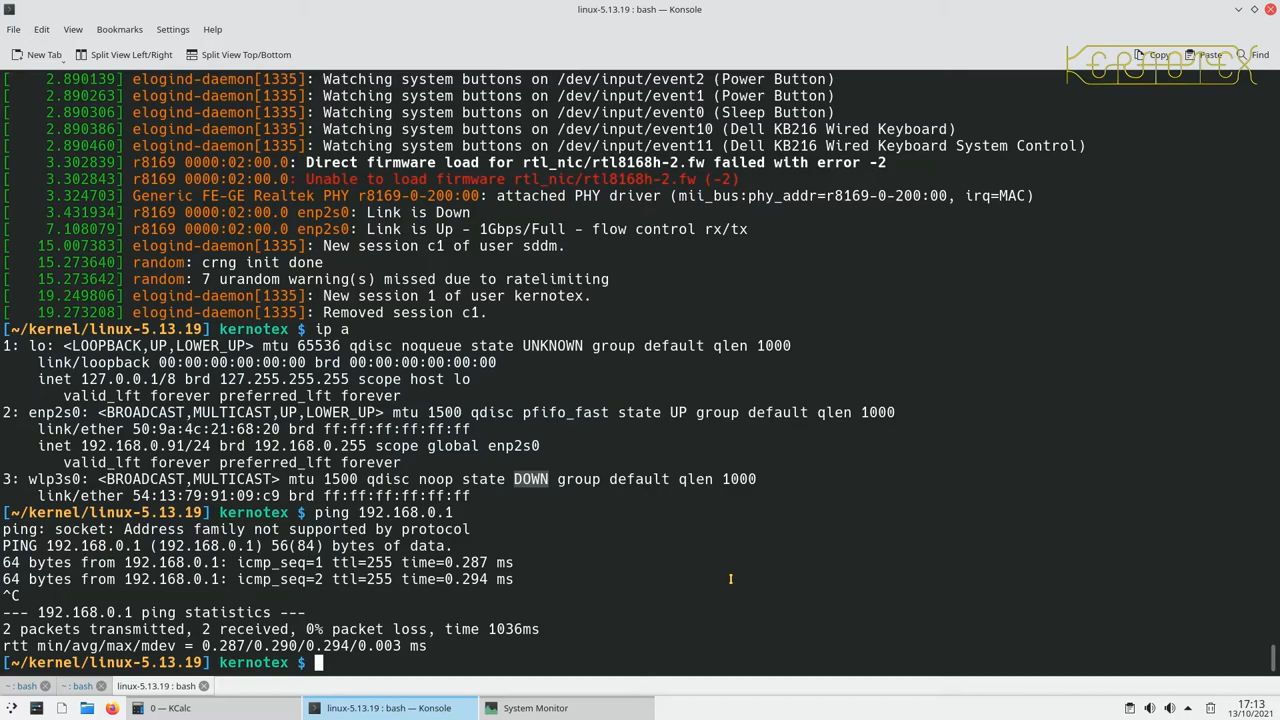 linux-5.13.19 : bash — Konsole
File Edit View Bookmarks Settings Help
New Tab Split View Left/Right Split View Top/Bottom Copy Paste Find
KERNOTEX
[    2.890139] elogind-daemon[1335]: Watching system buttons on /dev/input/event2 (Power Button)
[    2.890263] elogind-daemon[1335]: Watching system buttons on /dev/input/event1 (Power Button)
[    2.890306] elogind-daemon[1335]: Watching system buttons on /dev/input/event0 (Sleep Button)
[    2.890386] elogind-daemon[1335]: Watching system buttons on /dev/input/event10 (Dell KB216 Wired Keyboard)
[    2.890460] elogind-daemon[1335]: Watching system buttons on /dev/input/event11 (Dell KB216 Wired Keyboard System Control)
[    3.302839] r8169 0000:02:00.0: Direct firmware load for rtl_nic/rtl8168h-2.fw failed with error -2
[    3.302843] r8169 0000:02:00.0: Unable to load firmware rtl_nic/rtl8168h-2.fw (-2)
[    3.324703] Generic FE-GE Realtek PHY r8169-0-200:00: attached PHY driver (mii_bus:phy_addr=r8169-0-200:00, irq=MAC)
[    3.431934] r8169 0000:02:00.0 enp2s0: Link is Down
[    7.108079] r8169 0000:02:00.0 enp2s0: Link is Up - 1Gbps/Full - flow control rx/tx
[   15.007383] elogind-daemon[1335]: New session c1 of user sddm.
[   15.273640] random: crng init done
[   15.273642] random: 7 urandom warning(s) missed due to ratelimiting
[   19.249806] elogind-daemon[1335]: New session 1 of user kernotex.
[   19.273208] elogind-daemon[1335]: Removed session c1.
[~/kernel/linux-5.13.19] kernotex $ ip a
1: lo: <LOOPBACK,UP,LOWER_UP> mtu 65536 qdisc noqueue state UNKNOWN group default qlen 1000
link/loopback 00:00:00:00:00:00 brd 00:00:00:00:00:00
inet 127.0.0.1/8 brd 127.255.255.255 scope host lo
valid_lft forever preferred_lft forever
2: enp2s0: <BROADCAST,MULTICAST,UP,LOWER_UP> mtu 1500 qdisc pfifo_fast state UP group default qlen 1000
link/ether 50:9a:4c:21:68:20 brd ff:ff:ff:ff:ff:ff
inet 192.168.0.91/24 brd 192.168.0.255 scope global enp2s0
valid_lft forever preferred_lft forever
3: wlp3s0: <BROADCAST,MULTICAST> mtu 1500 qdisc noop state DOWN group default qlen 1000
link/ether 54:13:79:91:09:c9 brd ff:ff:ff:ff:ff:ff
[~/kernel/linux-5.13.19] kernotex $ ping 192.168.0.1
ping: socket: Address family not supported by protocol
PING 192.168.0.1 (192.168.0.1) 56(84) bytes of data.
64 bytes from 192.168.0.1: icmp_seq=1 ttl=255 time=0.287 ms
64 bytes from 192.168.0.1: icmp_seq=2 ttl=255 time=0.294 ms
^C
--- 192.168.0.1 ping statistics ---
2 packets transmitted, 2 received, 0% packet loss, time 1036ms
rtt min/avg/max/mdev = 0.287/0.290/0.294/0.003 ms
[~/kernel/linux-5.13.19] kernotex $
~ : bash ~ : bash linux-5.13.19 : bash
0 — KCalc linux-5.13.19 : bash — Konsole System Monitor 17:13
13/10/2021